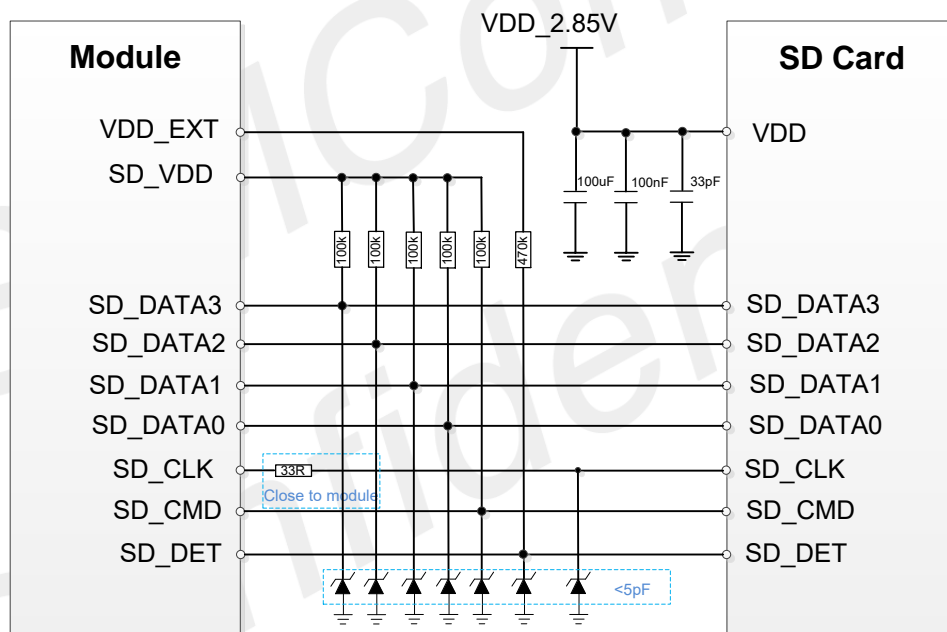 VDD_2.85V
Module
SD Card
VDD_EXT
VDD
SD_VDD
100uF
100nF
33pF
100k
100k
100k
100k
100k
470k
SD_DATA3
SD_DATA3
SD_DATA2
SD_DATA2
SD_DATA1
SD_DATA1
SD_DATA0
SD_DATA0
SD_CLK
33R
SD_CLK
Close to module
SD_CMD
SD_CMD
SD_DET
SD_DET
<5pF